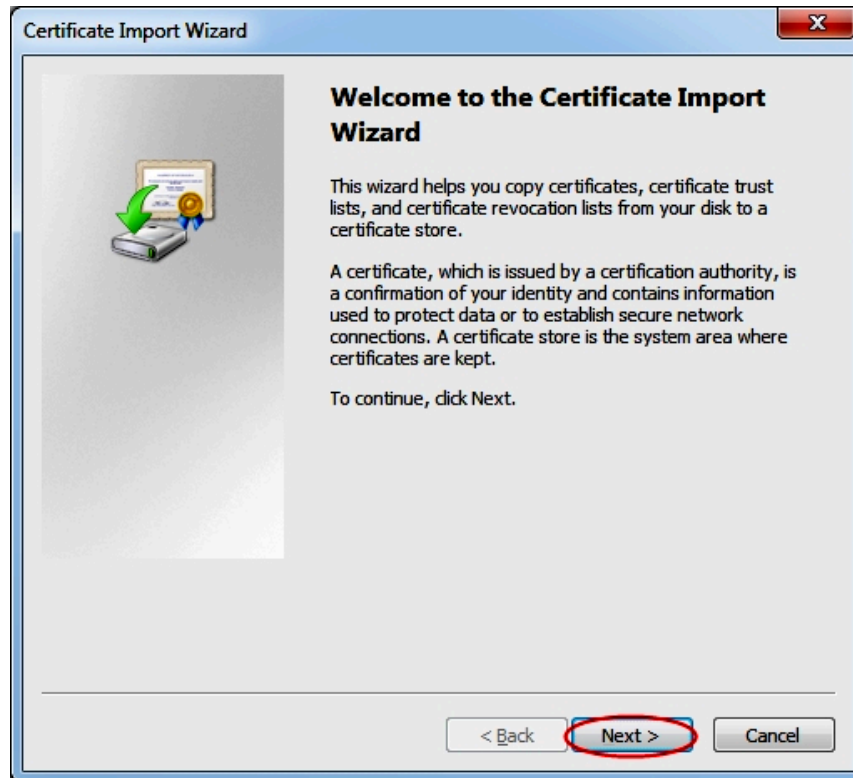 Certificate Import Wizard
X
Welcome to the Certificate Import
Wizard
This wizard helps you copy certificates, certificate trust
lists, and certificate revocation lists from your disk to a
certificate store.
A certificate, which is issued by a certification authority, is
a confirmation of your identity and contains information
used to protect data or to establish secure network
connections. A certificate store is the system area where
certificates are kept.
To continue, click Next.
< Back Next > Cancel